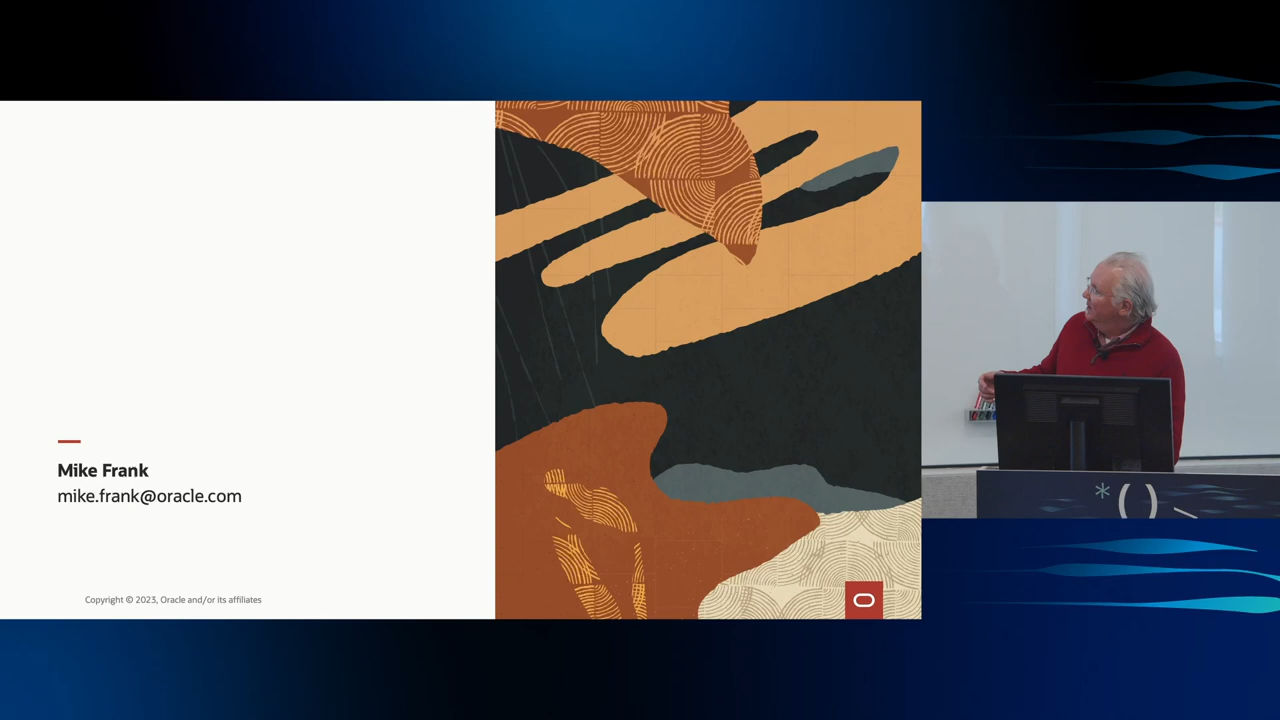 Mike Frank
mike.frank@oracle.com
Copyright © 2023, Oracle and/or its affiliates
*()~